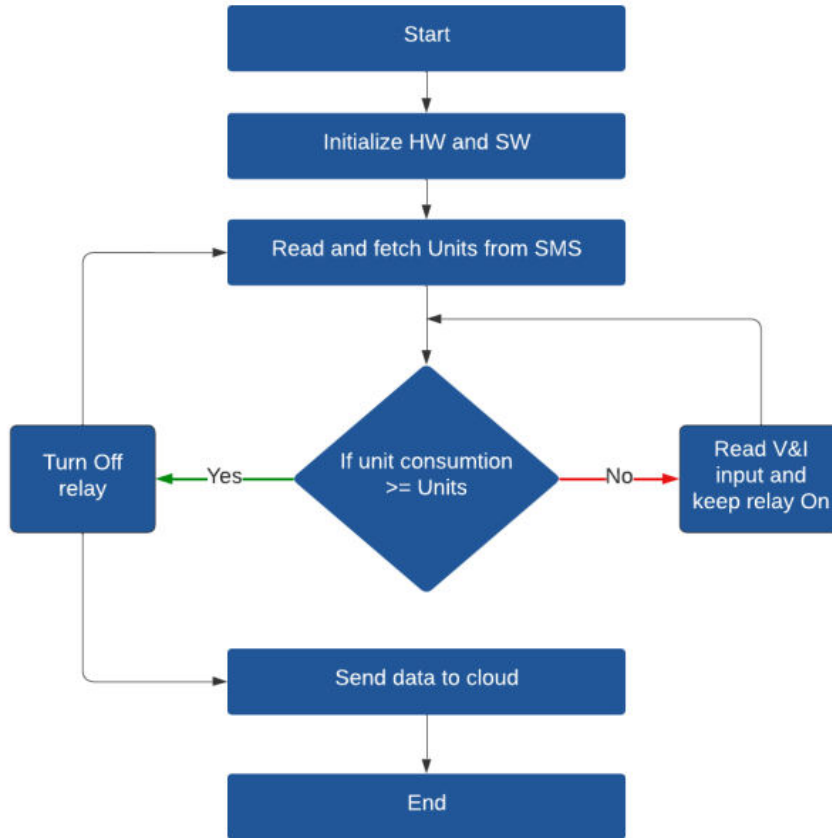 Start
Initialize HW and SW
Read and fetch Units from SMS
If unit consumtion
>= Units
Yes
No
Turn Off
relay
Read V&I
input and
keep relay On
Send data to cloud
End